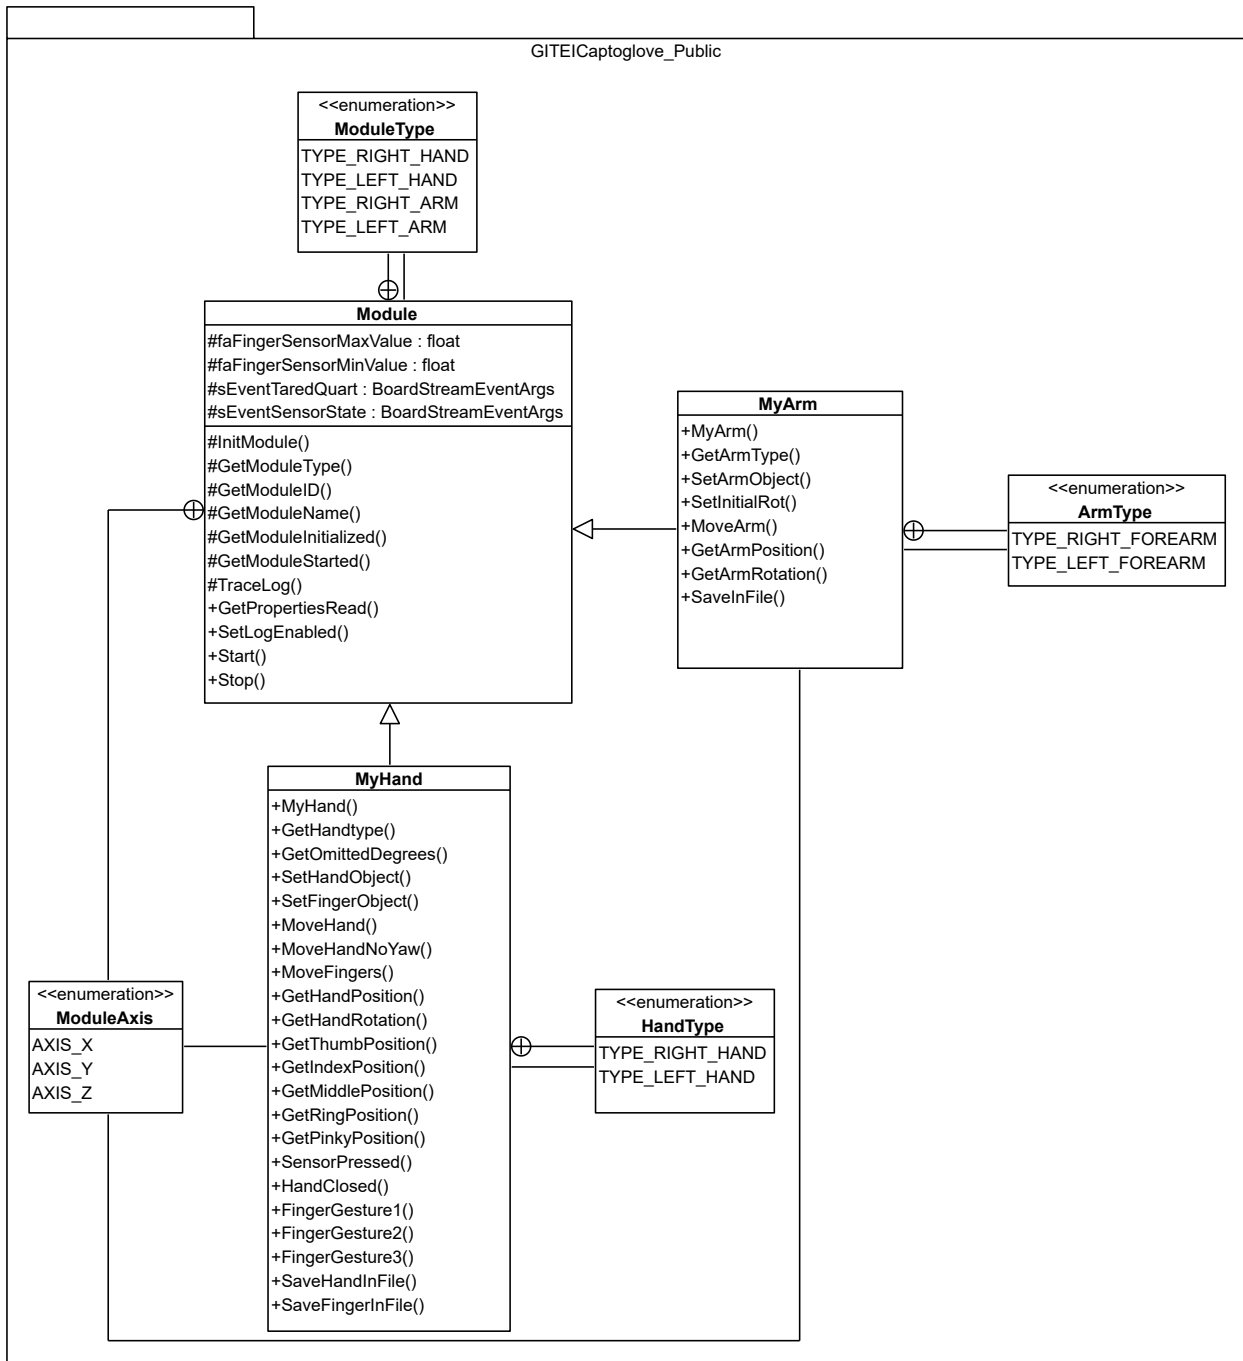 GITEICaptoglove_Public
<<enumeration>>
ModuleType
TYPE_RIGHT_HAND
TYPE_LEFT_HAND
TYPE_RIGHT_ARM
TYPE_LEFT_ARM
Module
#faFingerSensorMaxValue : float
#faFingerSensorMinValue : float
#sEventTaredQuart : BoardStreamEventArgs
#sEventSensorState : BoardStreamEventArgs
#InitModule()
#GetModuleType()
#GetModuleID()
#GetModuleName()
#GetModuleInitialized()
#GetModuleStarted()
#TraceLog()
+GetPropertiesRead()
+SetLogEnabled()
+Start()
+Stop()
MyArm
+MyArm()
+GetArmType()
+SetArmObject()
+SetInitialRot()
+MoveArm()
+GetArmPosition()
+GetArmRotation()
+SaveInFile()
<<enumeration>>
ArmType
TYPE_RIGHT_FOREARM
TYPE_LEFT_FOREARM
MyHand
+MyHand()
+GetHandtype()
+GetOmittedDegrees()
+SetHandObject()
+SetFingerObject()
+MoveHand()
+MoveHandNoYaw()
+MoveFingers()
+GetHandPosition()
+GetHandRotation()
+GetThumbPosition()
+GetIndexPosition()
+GetMiddlePosition()
+GetRingPosition()
+GetPinkyPosition()
+SensorPressed()
+HandClosed()
+FingerGesture1()
+FingerGesture2()
+FingerGesture3()
+SaveHandInFile()
+SaveFingerInFile()
<<enumeration>>
ModuleAxis
AXIS_X
AXIS_Y
AXIS_Z
<<enumeration>>
HandType
TYPE_RIGHT_HAND
TYPE_LEFT_HAND